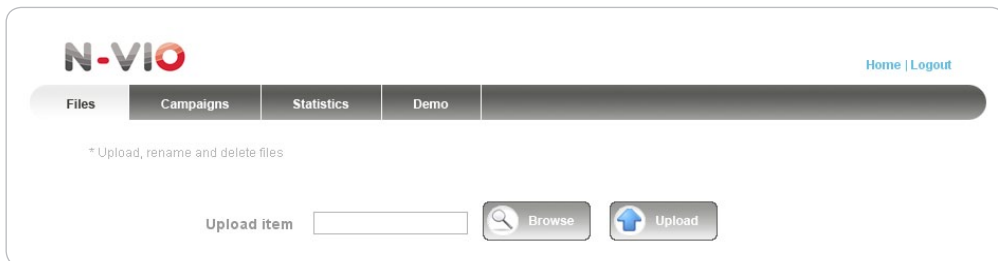 N-VIO
Home | Logout
Files Campaigns Statistics Demo
* Upload, rename and delete files
Upload item Browse Upload